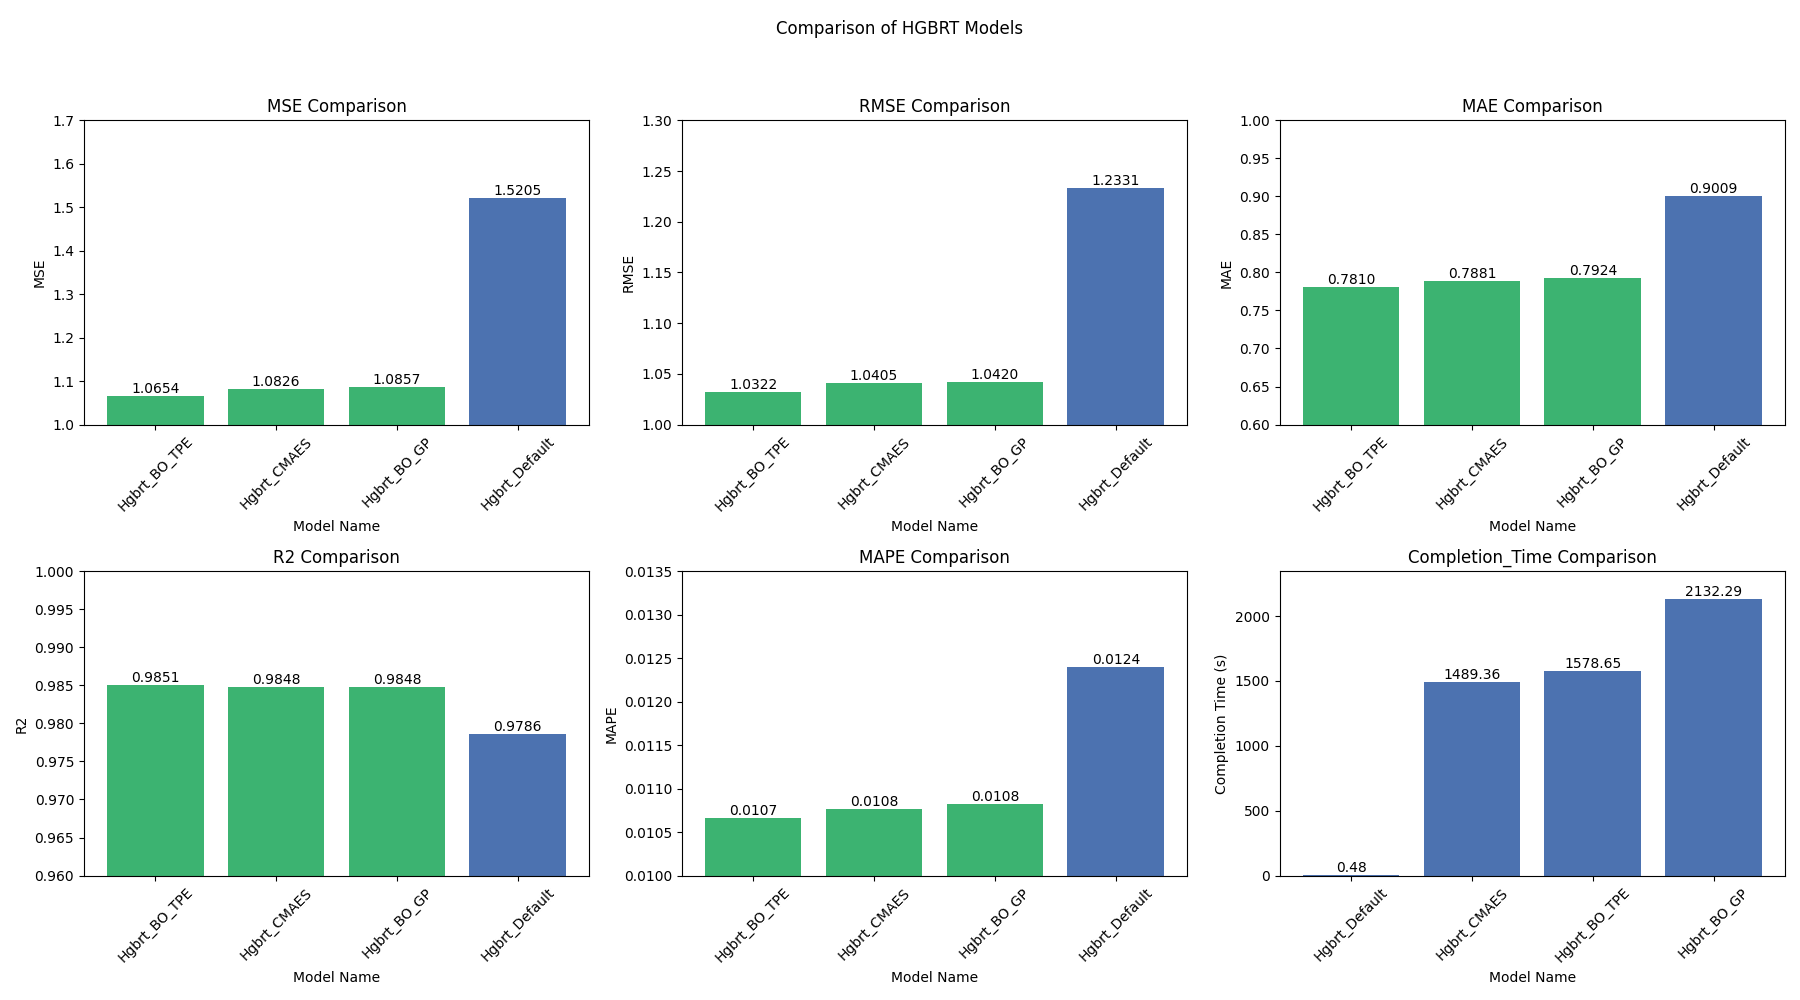 Comparison of HGBRT Models
MSE Comparison
1.7
1.6
1.5
1.4
1.3
1.2
1.1
1.0
MSE
1.0654
1.0826
1.0857
1.5205
Hgbrt_BO_TPE
Hgbrt_CMAES
Hgbrt_BO_GP
Hgbrt_Default
Model Name
RMSE Comparison
1.30
1.25
1.20
1.15
1.10
1.05
1.00
RMSE
1.0322
1.0405
1.0420
1.2331
Hgbrt_BO_TPE
Hgbrt_CMAES
Hgbrt_BO_GP
Hgbrt_Default
Model Name
MAE Comparison
1.00
0.95
0.90
0.85
0.80
0.75
0.70
0.65
0.60
MAE
0.7810
0.7881
0.7924
0.9009
Hgbrt_BO_TPE
Hgbrt_CMAES
Hgbrt_BO_GP
Hgbrt_Default
Model Name
R2 Comparison
1.000
0.995
0.990
0.985
0.980
0.975
0.970
0.965
0.960
R2
0.9851
0.9848
0.9848
0.9786
Hgbrt_BO_TPE
Hgbrt_CMAES
Hgbrt_BO_GP
Hgbrt_Default
Model Name
MAPE Comparison
0.0135
0.0130
0.0125
0.0120
0.0115
0.0110
0.0105
0.0100
MAPE
0.0107
0.0108
0.0108
0.0124
Hgbrt_BO_TPE
Hgbrt_CMAES
Hgbrt_BO_GP
Hgbrt_Default
Model Name
Completion_Time Comparison
2000
1500
1000
500
0
Completion Time (s)
0.48
1489.36
1578.65
2132.29
Hgbrt_Default
Hgbrt_CMAES
Hgbrt_BO_TPE
Hgbrt_BO_GP
Model Name